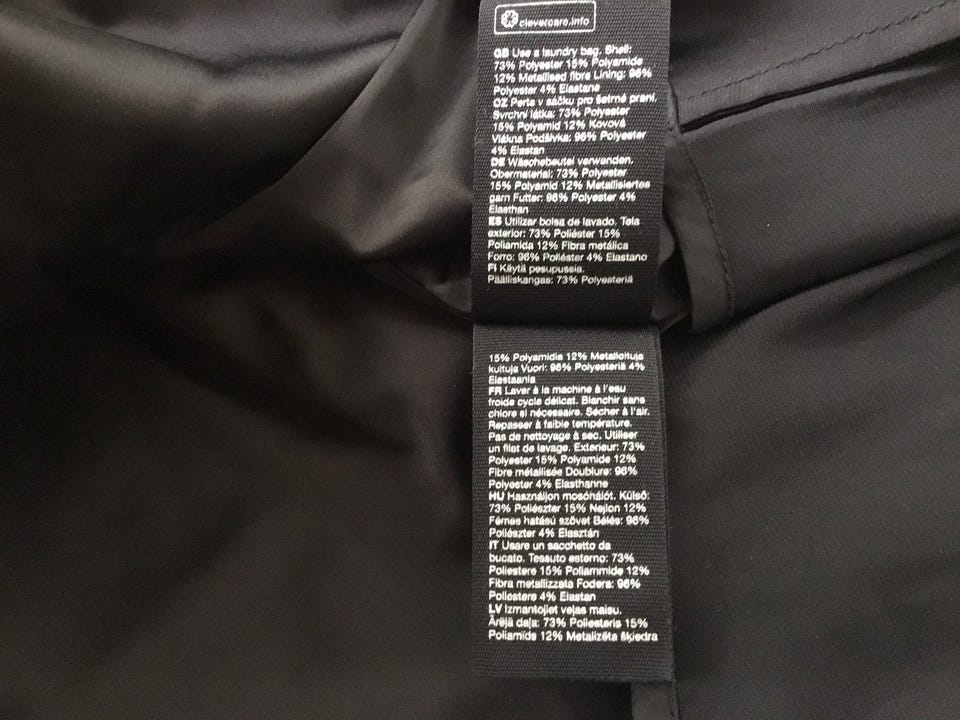 clevercare.info
GB Use a laundry bag. Shell:
73% Polyester 15% Polyamide
12% Metallised fibre Lining: 96%
Polyester 4% Elastane
CZ Perte v sáčku pro šetrné praní.
Svrchní látka: 73% Polyester
15% Polyamid 12% Kovová
Vlákna Podšívka: 96% Polyester
4% Elastan
DE Wäschebeutel verwenden.
Obermaterial: 73% Polyester
15% Polyamid 12% Metallisiertes
garn Futter: 96% Polyester 4%
Elasthan
ES Utilizar bolsa de lavado. Tela
exterior: 73% Poliéster 15%
Poliamida 12% Fibra metálica
Forro: 96% Poliéster 4% Elastano
FI Käytä pesupussia.
Päälliskangas: 73% Polyesteriä
15% Polyamidia 12% Metalloituja
kuituja Vuori: 96% Polyesteriä 4%
Elastaania
FR Laver à la machine à l'eau
froide cycle délicat. Blanchir sans
chlore si nécessaire. Sécher à l'air.
Repasser à faible température.
Pas de nettoyage à sec. Utiliser
un filet de lavage. Exterieur: 73%
Polyester 15% Polyamide 12%
Fibre métallisée Doublure: 96%
Polyester 4% Elasthanne
HU Használjon mosóhálót. Külső:
73% Poliészter 15% Nejlon 12%
Fémes hatású szövet Bélés: 96%
Poliészter 4% Elasztán
IT Usare un sacchetto da
bucato. Tessuto esterno: 73%
Poliestere 15% Poliammide 12%
Fibra metallizzata Fodera: 96%
Poliestere 4% Elastan
LV Izmantojiet veļas maisu.
Ārējā daļa: 73% Poliesteris 15%
Poliamīds 12% Metalizēta šķiedra